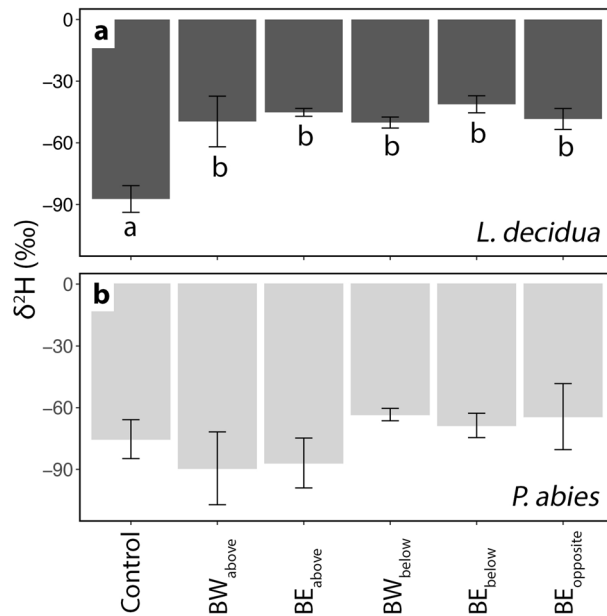 a
0
−30
−60
−90
a
b
b
b
b
b
L. decidua
δ²H (‰)
b
0
−30
−60
−90
P. abies
Control
BWabove
BEabove
BWbelow
BEbelow
BEopposite